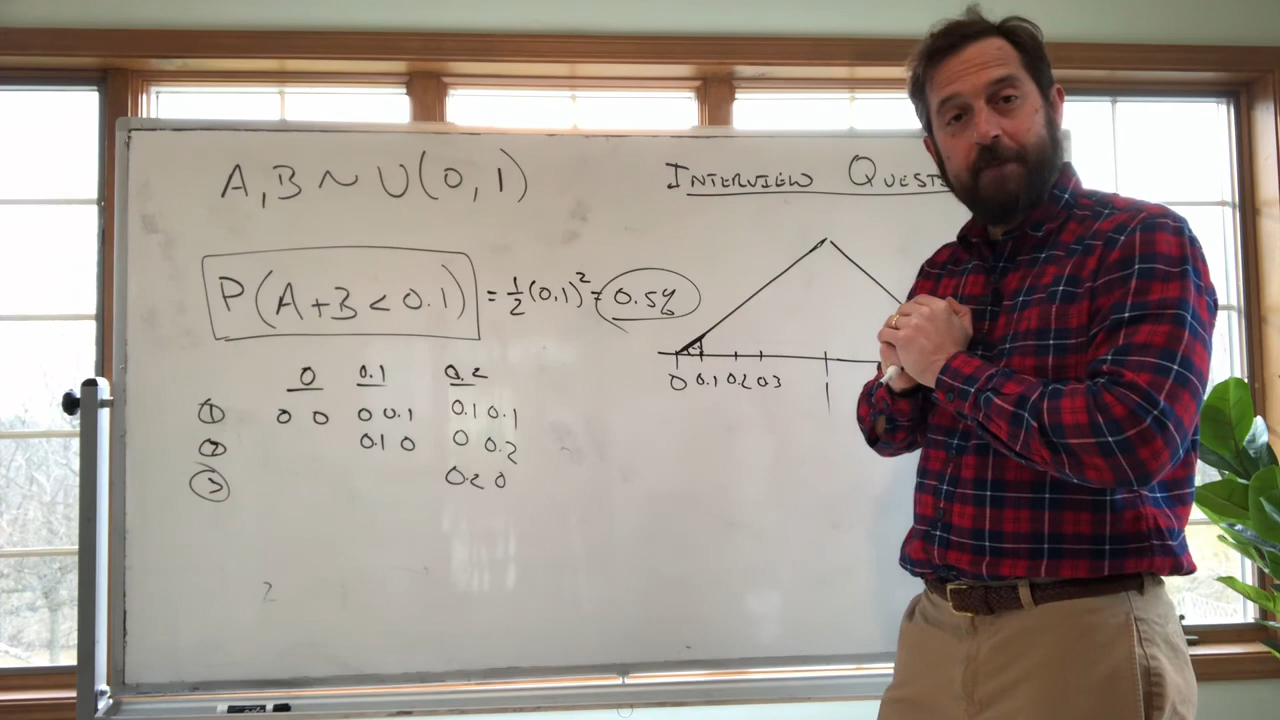 A, B ~ U(0, 1)
INTERVIEW QUEST
P(A+B < 0.1) = 1/2 (0.1)² = 0.5%
0 0.1 0.2
① 0 0 0 0.1 0.1 0.1
② 0.1 0 0 0.2
③ 0.2 0
0 0.1 0.2 0.3
2